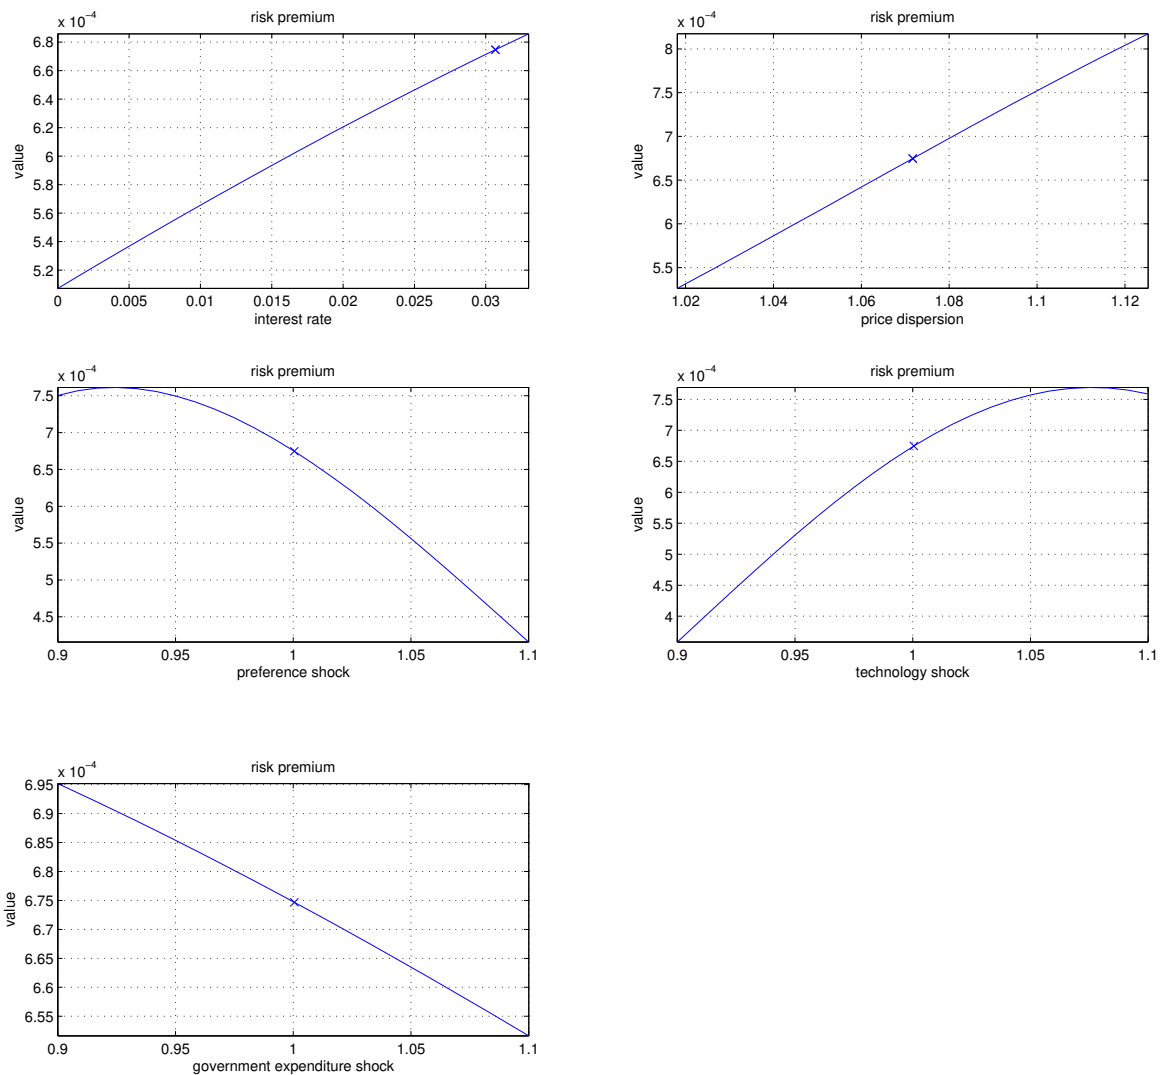 risk premium
x 10⁻⁴
6.8
6.6
6.4
6.2
6
5.8
5.6
5.4
5.2
value
0 0.005 0.01 0.015 0.02 0.025 0.03
interest rate
risk premium
x 10⁻⁴
8
7.5
7
6.5
6
5.5
value
1.02 1.04 1.06 1.08 1.1 1.12
price dispersion
risk premium
x 10⁻⁴
7.5
7
6.5
6
5.5
5
4.5
value
0.9 0.95 1 1.05 1.1
preference shock
risk premium
x 10⁻⁴
7.5
7
6.5
6
5.5
5
4.5
4
value
0.9 0.95 1 1.05 1.1
technology shock
risk premium
x 10⁻⁴
6.95
6.9
6.85
6.8
6.75
6.7
6.65
6.6
6.55
value
0.9 0.95 1 1.05 1.1
government expenditure shock